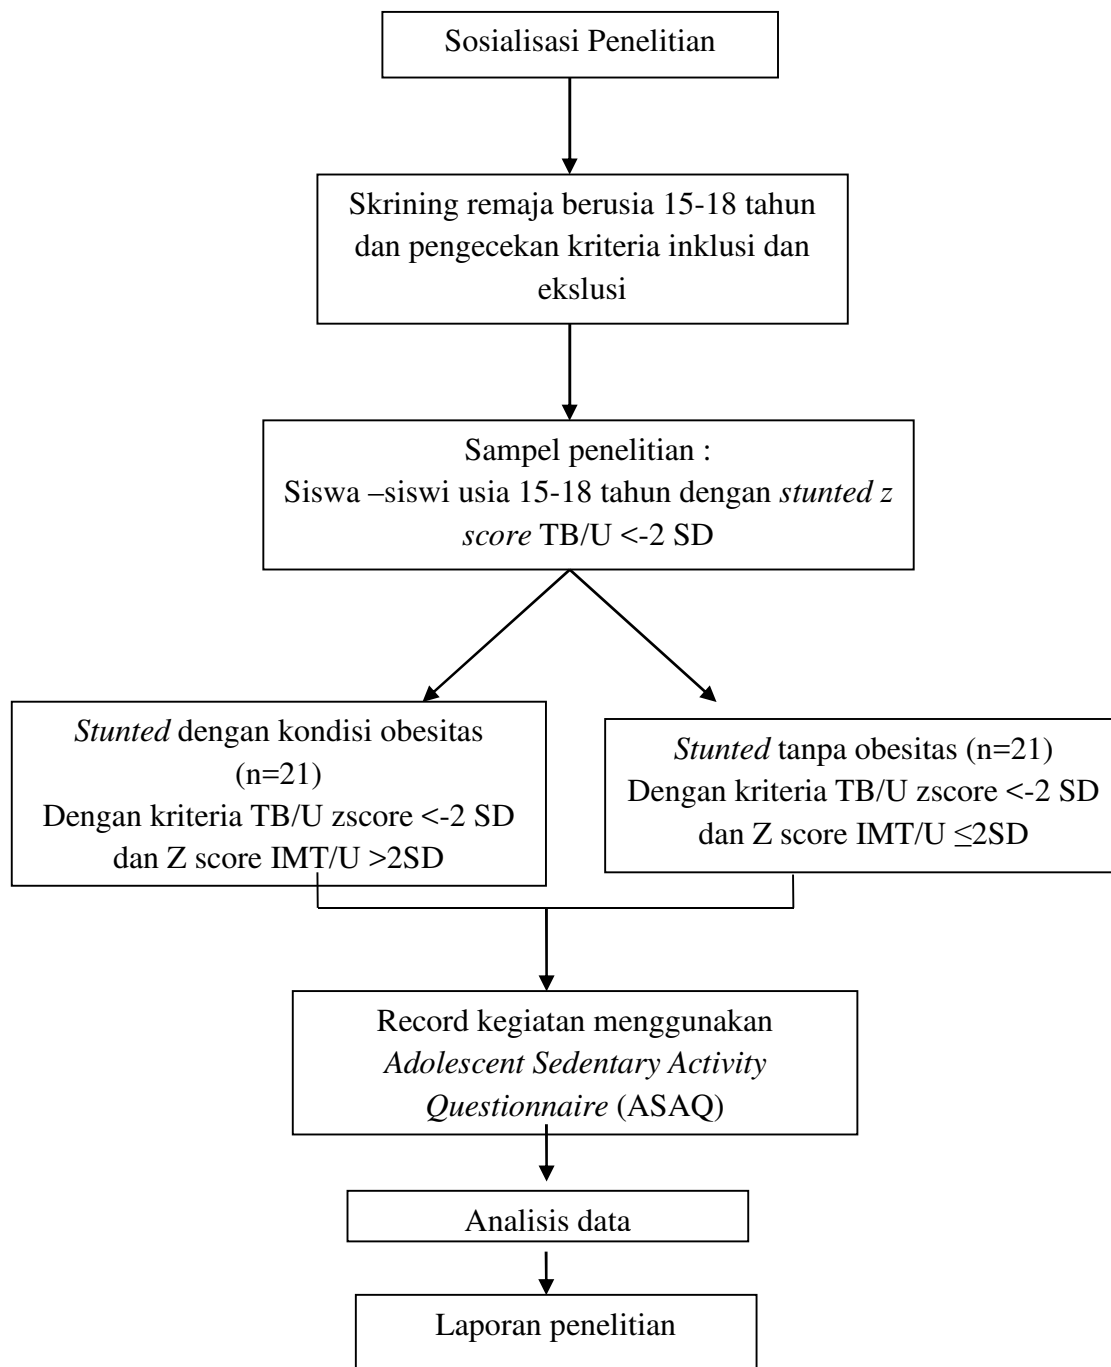 Sosialisasi Penelitian
Skrining remaja berusia 15-18 tahun
dan pengecekan kriteria inklusi dan
ekslusi
Sampel penelitian :
Siswa –siswi usia 15-18 tahun dengan stunted z
score TB/U <-2 SD
Stunted dengan kondisi obesitas
(n=21)
Dengan kriteria TB/U zscore <-2 SD
dan Z score IMT/U >2SD
Stunted tanpa obesitas (n=21)
Dengan kriteria TB/U zscore <-2 SD
dan Z score IMT/U ≤2SD
Record kegiatan menggunakan
Adolescent Sedentary Activity
Questionnaire (ASAQ)
Analisis data
Laporan penelitian